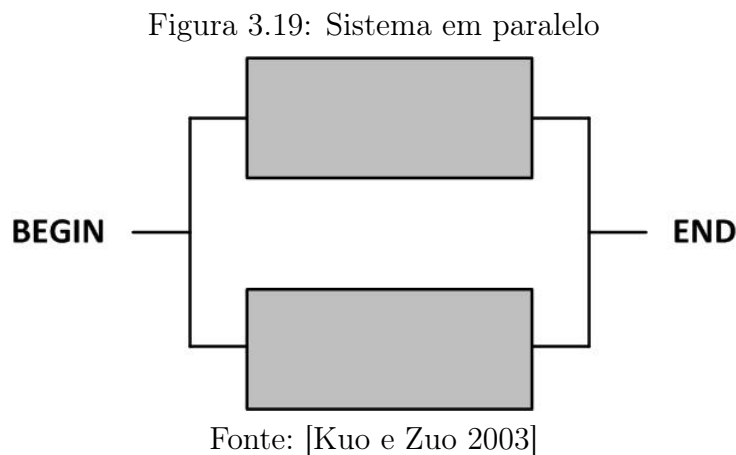 Figura 3.19: Sistema em paralelo
BEGIN
END
Fonte: [Kuo e Zuo 2003]